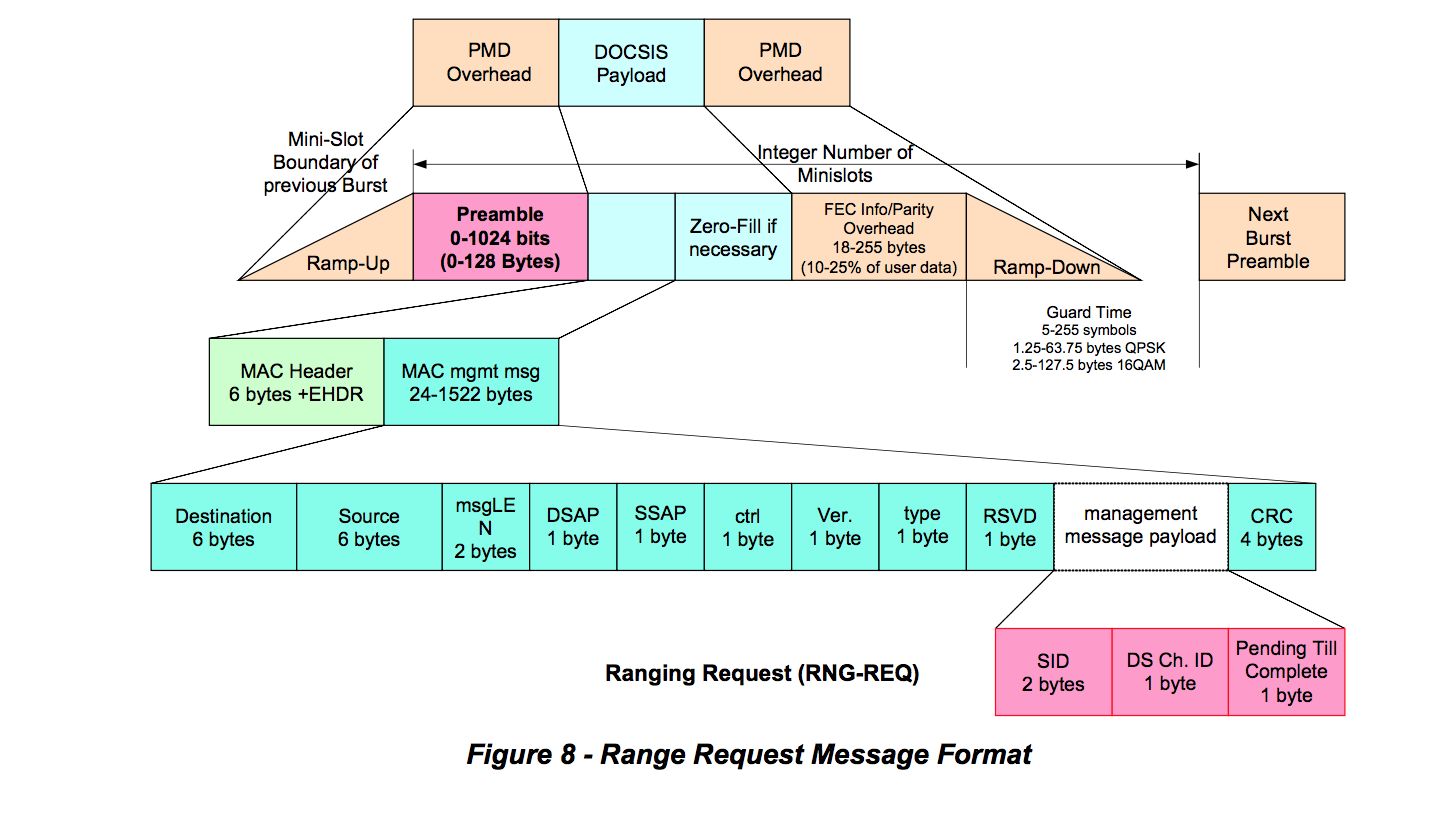 PMD
Overhead
DOCSIS
Payload
PMD
Overhead
Mini-Slot
Boundary of
previous Burst
Integer Number of
Minislots
Ramp-Up
Preamble
0-1024 bits
(0-128 Bytes)
Zero-Fill if
necessary
FEC Info/Parity
Overhead
18-255 bytes
(10-25% of user data)
Ramp-Down
Next
Burst
Preamble
Guard Time
5-255 symbols
1.25-63.75 bytes QPSK
2.5-127.5 bytes 16QAM
MAC Header
6 bytes +EHDR
MAC mgmt msg
24-1522 bytes
Destination
6 bytes
Source
6 bytes
msgLE
N
2 bytes
DSAP
1 byte
SSAP
1 byte
ctrl
1 byte
Ver.
1 byte
type
1 byte
RSVD
1 byte
management
message payload
CRC
4 bytes
Ranging Request (RNG-REQ)
SID
2 bytes
DS Ch. ID
1 byte
Pending Till
Complete
1 byte
Figure 8 - Range Request Message Format